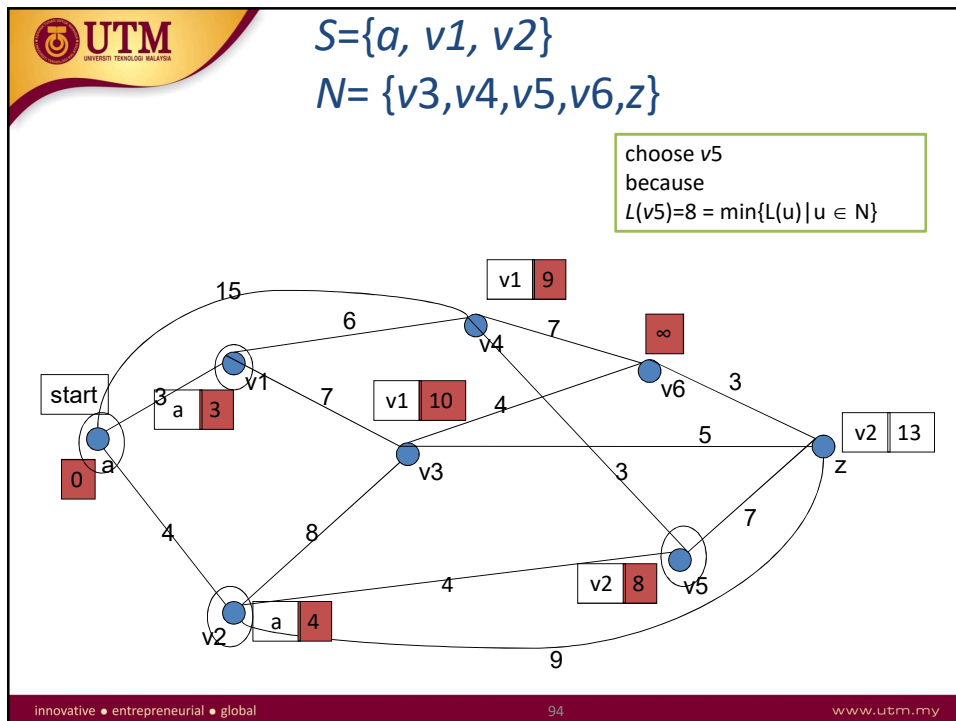 UTM
UNIVERSITI TEKNOLOGI MALAYSIA
S={a, v1, v2}
N= {v3,v4,v5,v6,z}
choose v5
because
L(v5)=8 = min{L(u)|u ∈ N}
v1 9
15
6
v4
7
∞
start
v1
3
a 3
7
v1 10
4
v6
3
5
v2 13
a
0
v3
3
z
4
8
7
4
v5
v2 8
v2
a 4
9
innovative ● entrepreneurial ● global
94
www.utm.my